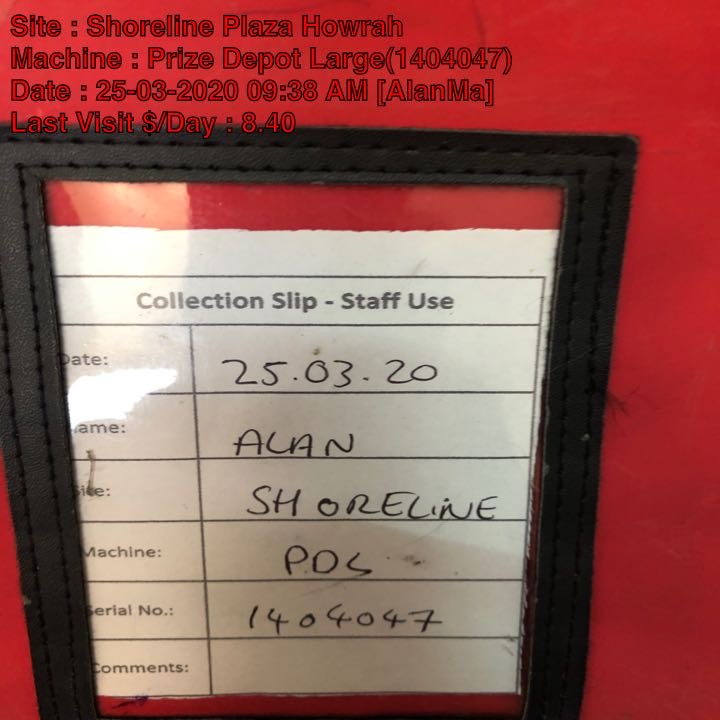 Site : Shoreline Plaza Howrah
Machine : Prize Depot Large(1404047)
Date : 25-03-2020 09:38 AM [AlanMa]
Last Visit $/Day : 8.40
Collection Slip - Staff Use
Date: 25.03.20
ame: ALAN
ite: SHORELINE
Machine: PDL
Serial No.: 1404047
Comments: